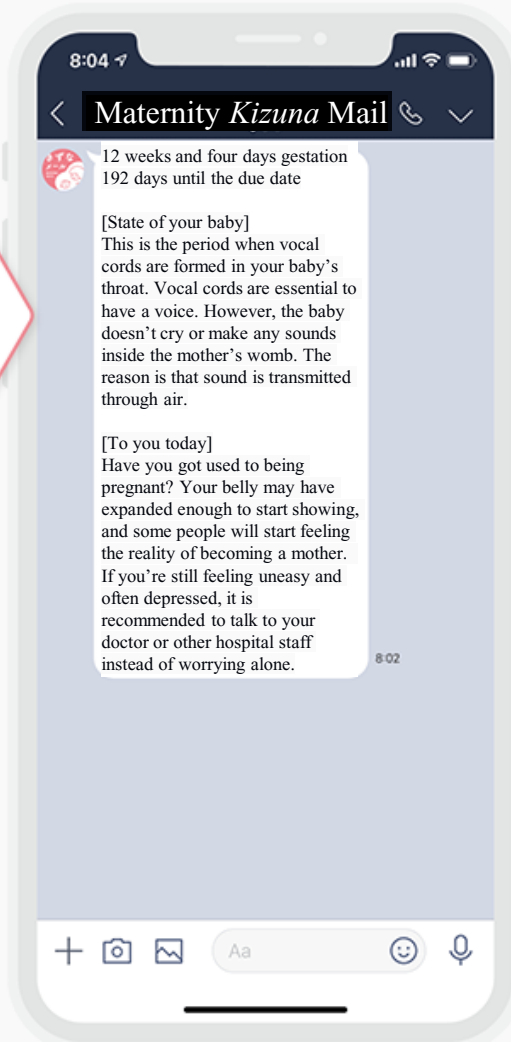 8:04
Maternity Kizuna Mail
12 weeks and four days gestation
192 days until the due date
[State of your baby]
This is the period when vocal
cords are formed in your baby’s
throat. Vocal cords are essential to
have a voice. However, the baby
doesn’t cry or make any sounds
inside the mother’s womb. The
reason is that sound is transmitted
through air.
[To you today]
Have you got used to being
pregnant? Your belly may have
expanded enough to start showing,
and some people will start feeling
the reality of becoming a mother.
If you’re still feeling uneasy and
often depressed, it is
recommended to talk to your
doctor or other hospital staff
instead of worrying alone.
8:02
Aa